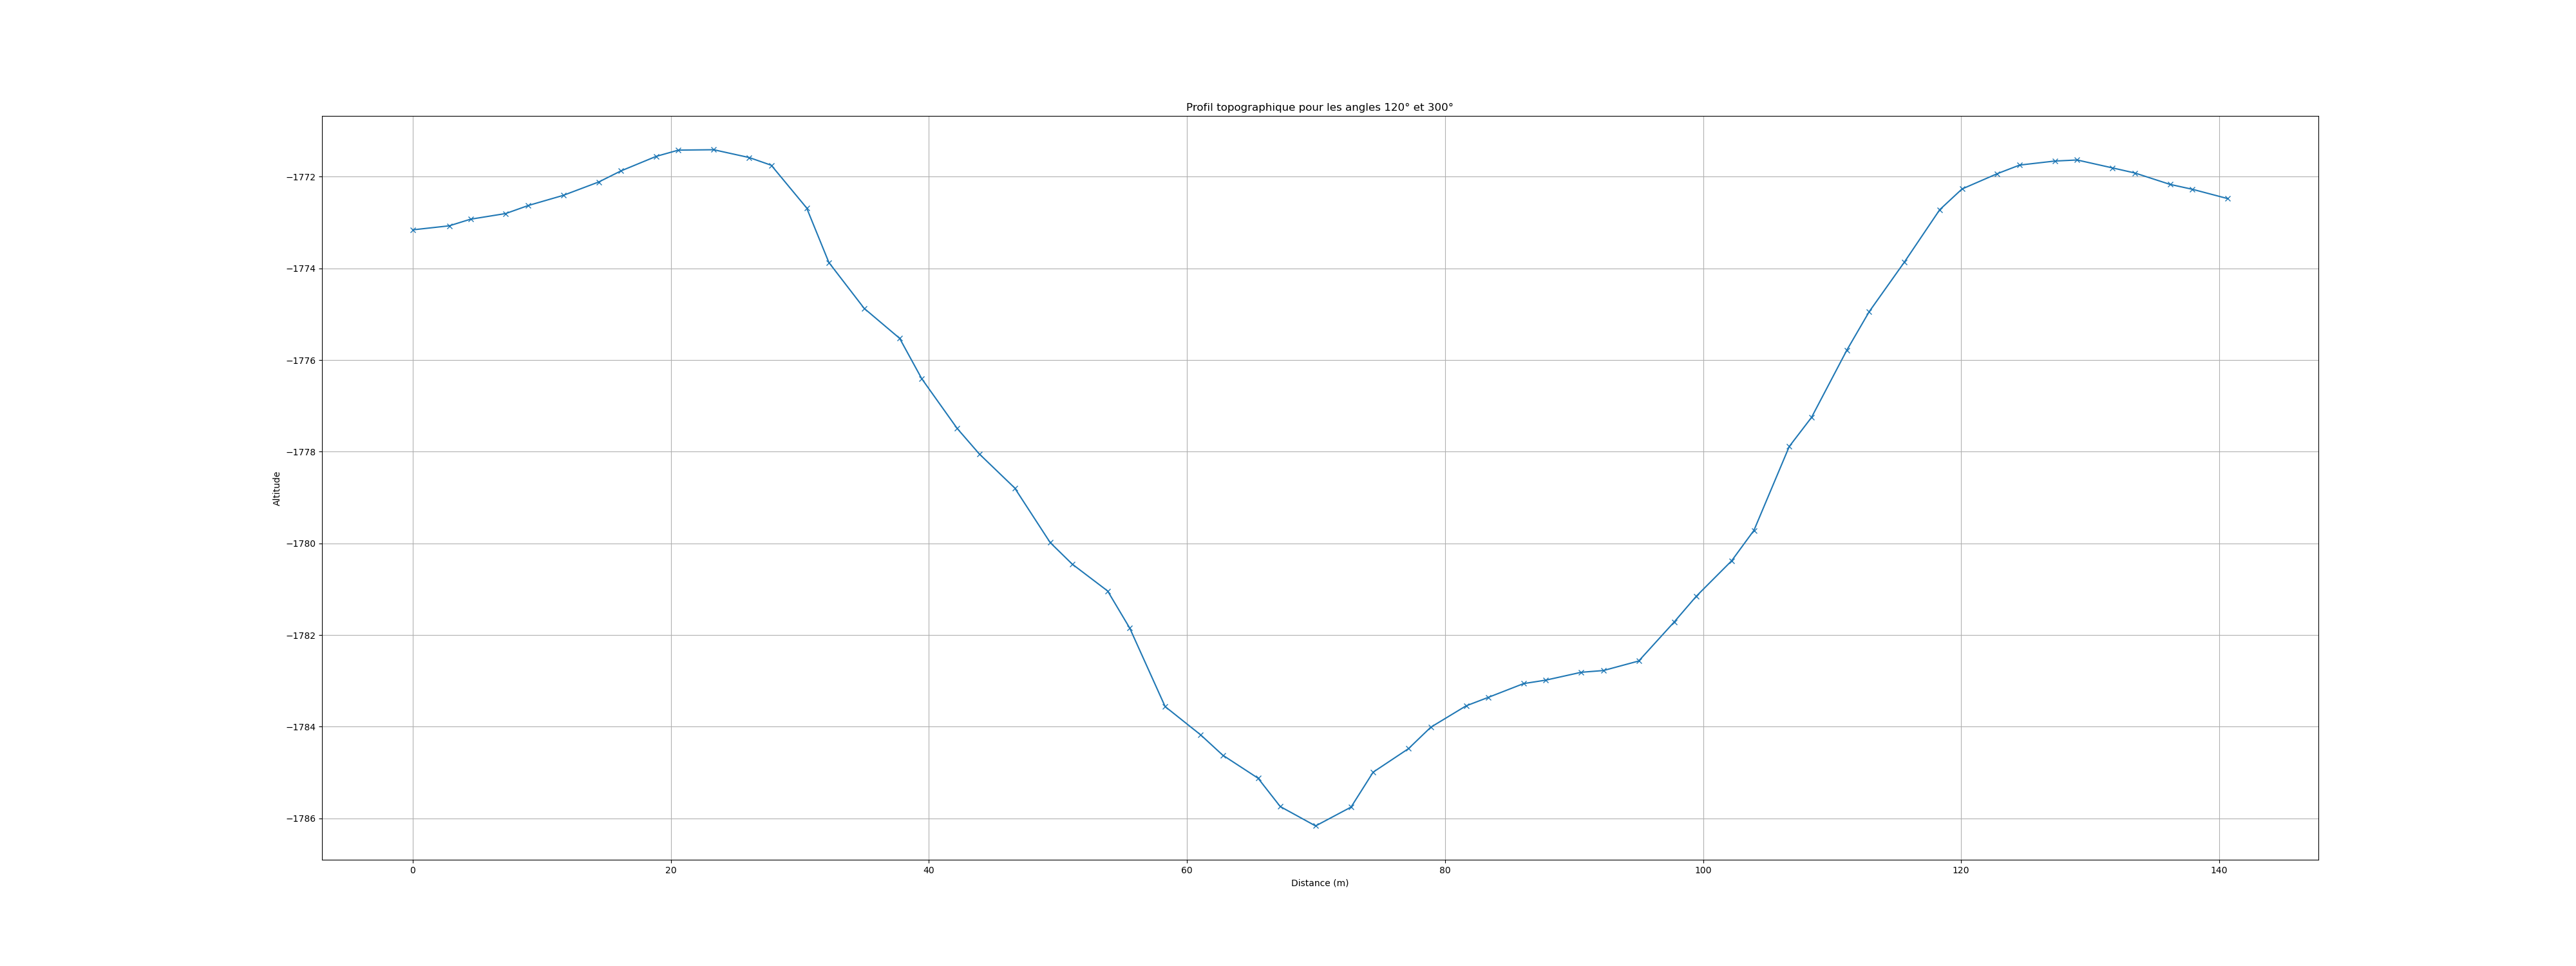 Profil topographique pour les angles 120° et 300°
−1772
−1774
−1776
−1778
−1780
−1782
−1784
−1786
Altitude
0 20 40 60 80 100 120 140
Distance (m)